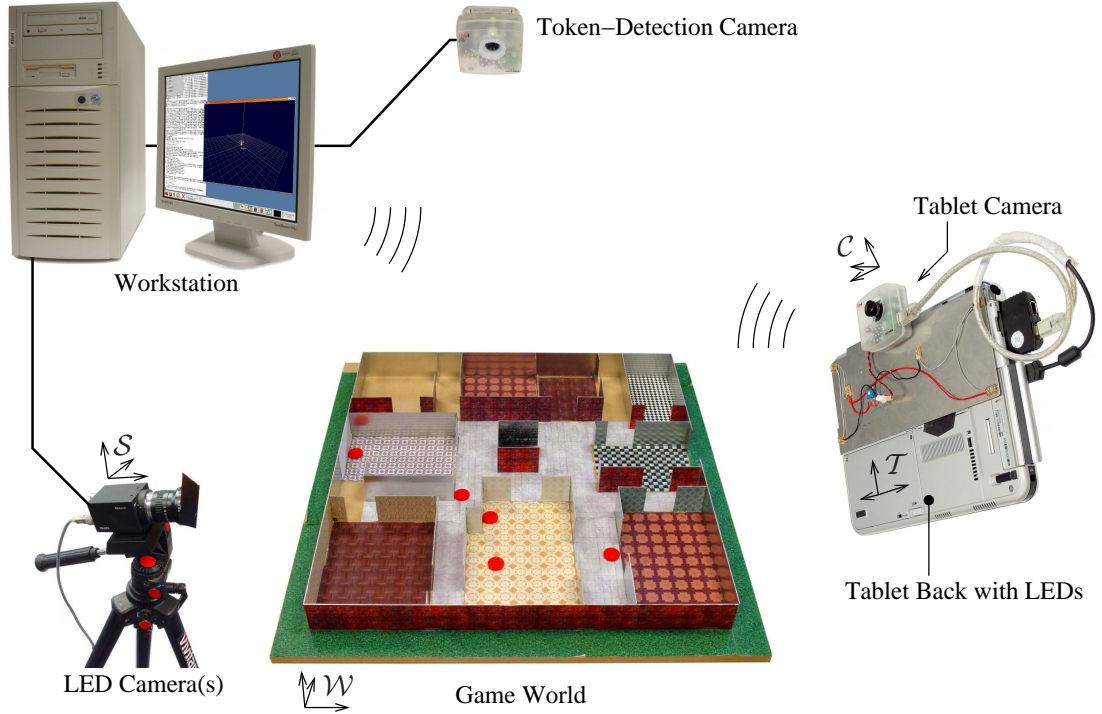 Token−Detection Camera
Tablet Camera
C
Workstation
S
T
Tablet Back with LEDs
LED Camera(s)
W
Game World